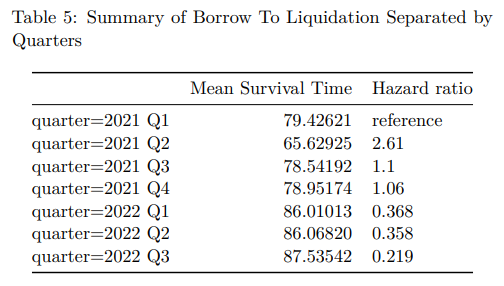 Table 5: Summary of Borrow To Liquidation Separated by
Quarters
Mean Survival Time Hazard ratio
quarter=2021 Q1 79.42621 reference
quarter=2021 Q2 65.62925 2.61
quarter=2021 Q3 78.54192 1.1
quarter=2021 Q4 78.95174 1.06
quarter=2022 Q1 86.01013 0.368
quarter=2022 Q2 86.06820 0.358
quarter=2022 Q3 87.53542 0.219